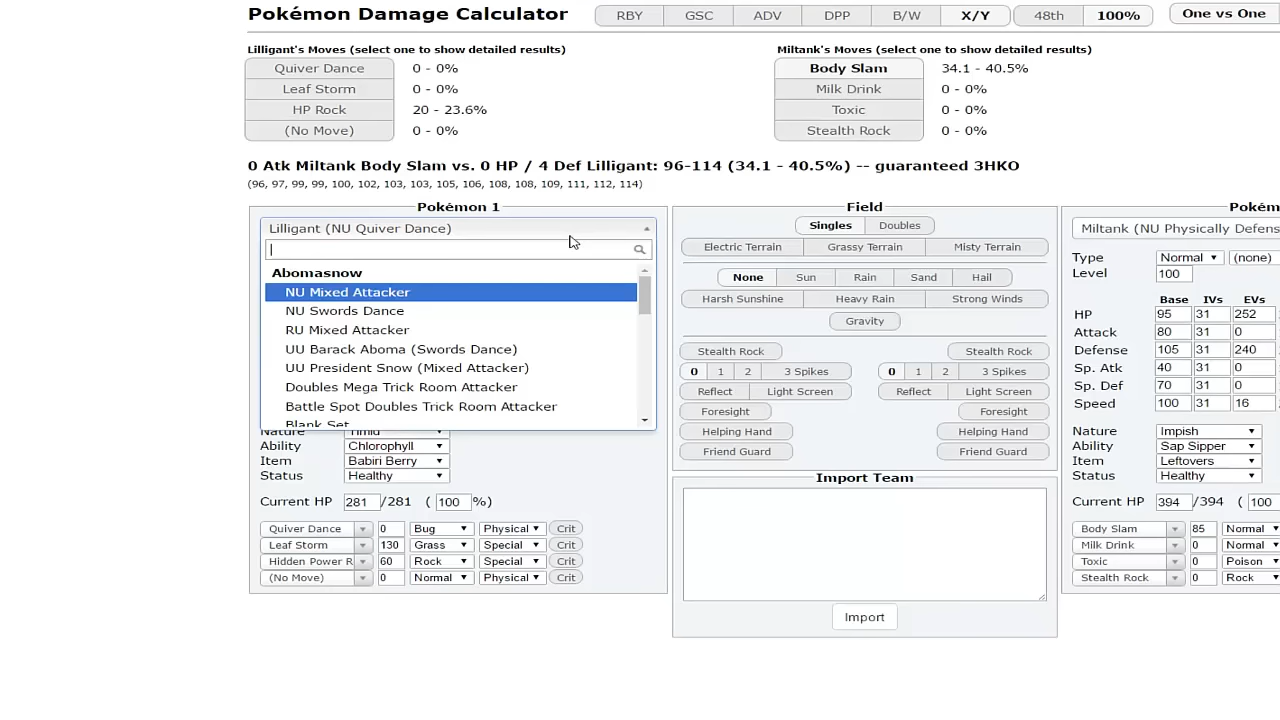 Pokémon Damage Calculator RBY GSC ADV DPP B/W X/Y 48th 100% One vs One
Lilligant's Moves (select one to show detailed results) Miltank's Moves (select one to show detailed results)
Quiver Dance 0 - 0% Body Slam 34.1 - 40.5%
Leaf Storm 0 - 0% Milk Drink 0 - 0%
HP Rock 20 - 23.6% Toxic 0 - 0%
(No Move) 0 - 0% Stealth Rock 0 - 0%
0 Atk Miltank Body Slam vs. 0 HP / 4 Def Lilligant: 96-114 (34.1 - 40.5%) -- guaranteed 3HKO
(96, 97, 99, 99, 100, 102, 103, 103, 105, 106, 108, 108, 109, 111, 112, 114)
Pokémon 1
Lilligant (NU Quiver Dance)
Abomasnow
NU Mixed Attacker
NU Swords Dance
RU Mixed Attacker
UU Barack Aboma (Swords Dance)
UU President Snow (Mixed Attacker)
Doubles Mega Trick Room Attacker
Battle Spot Doubles Trick Room Attacker
Blank Set
Nature Timid
Ability Chlorophyll
Item Babiri Berry
Status Healthy
Current HP 281 /281 ( 100 %)
Quiver Dance 0 Bug Physical Crit
Leaf Storm 130 Grass Special Crit
Hidden Power R 60 Rock Special Crit
(No Move) 0 Normal Physical Crit
Field
Singles Doubles
Electric Terrain Grassy Terrain Misty Terrain
None Sun Rain Sand Hail
Harsh Sunshine Heavy Rain Strong Winds
Gravity
Stealth Rock Stealth Rock
0 1 2 3 Spikes 0 1 2 3 Spikes
Reflect Light Screen Reflect Light Screen
Foresight Foresight
Helping Hand Helping Hand
Friend Guard Friend Guard
Import Team
Import
Pokém
Miltank (NU Physically Defens
Type Normal (none)
Level 100
Base IVs EVs
HP 95 31 252
Attack 80 31 0
Defense 105 31 240
Sp. Atk 40 31 0
Sp. Def 70 31 0
Speed 100 31 16
Nature Impish
Ability Sap Sipper
Item Leftovers
Status Healthy
Current HP 394 /394 ( 100
Body Slam 85 Normal
Milk Drink 0 Normal
Toxic 0 Poison
Stealth Rock 0 Rock